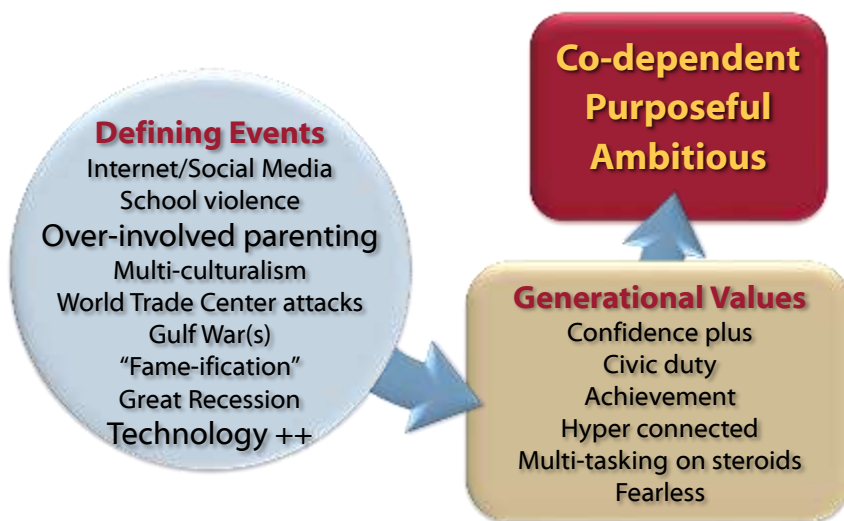 Defining Events
Internet/Social Media
School violence
Over-involved parenting
Multi-culturalism
World Trade Center attacks
Gulf War(s)
“Fame-ification”
Great Recession
Technology ++
Generational Values
Confidence plus
Civic duty
Achievement
Hyper connected
Multi-tasking on steroids
Fearless
Co-dependent
Purposeful
Ambitious